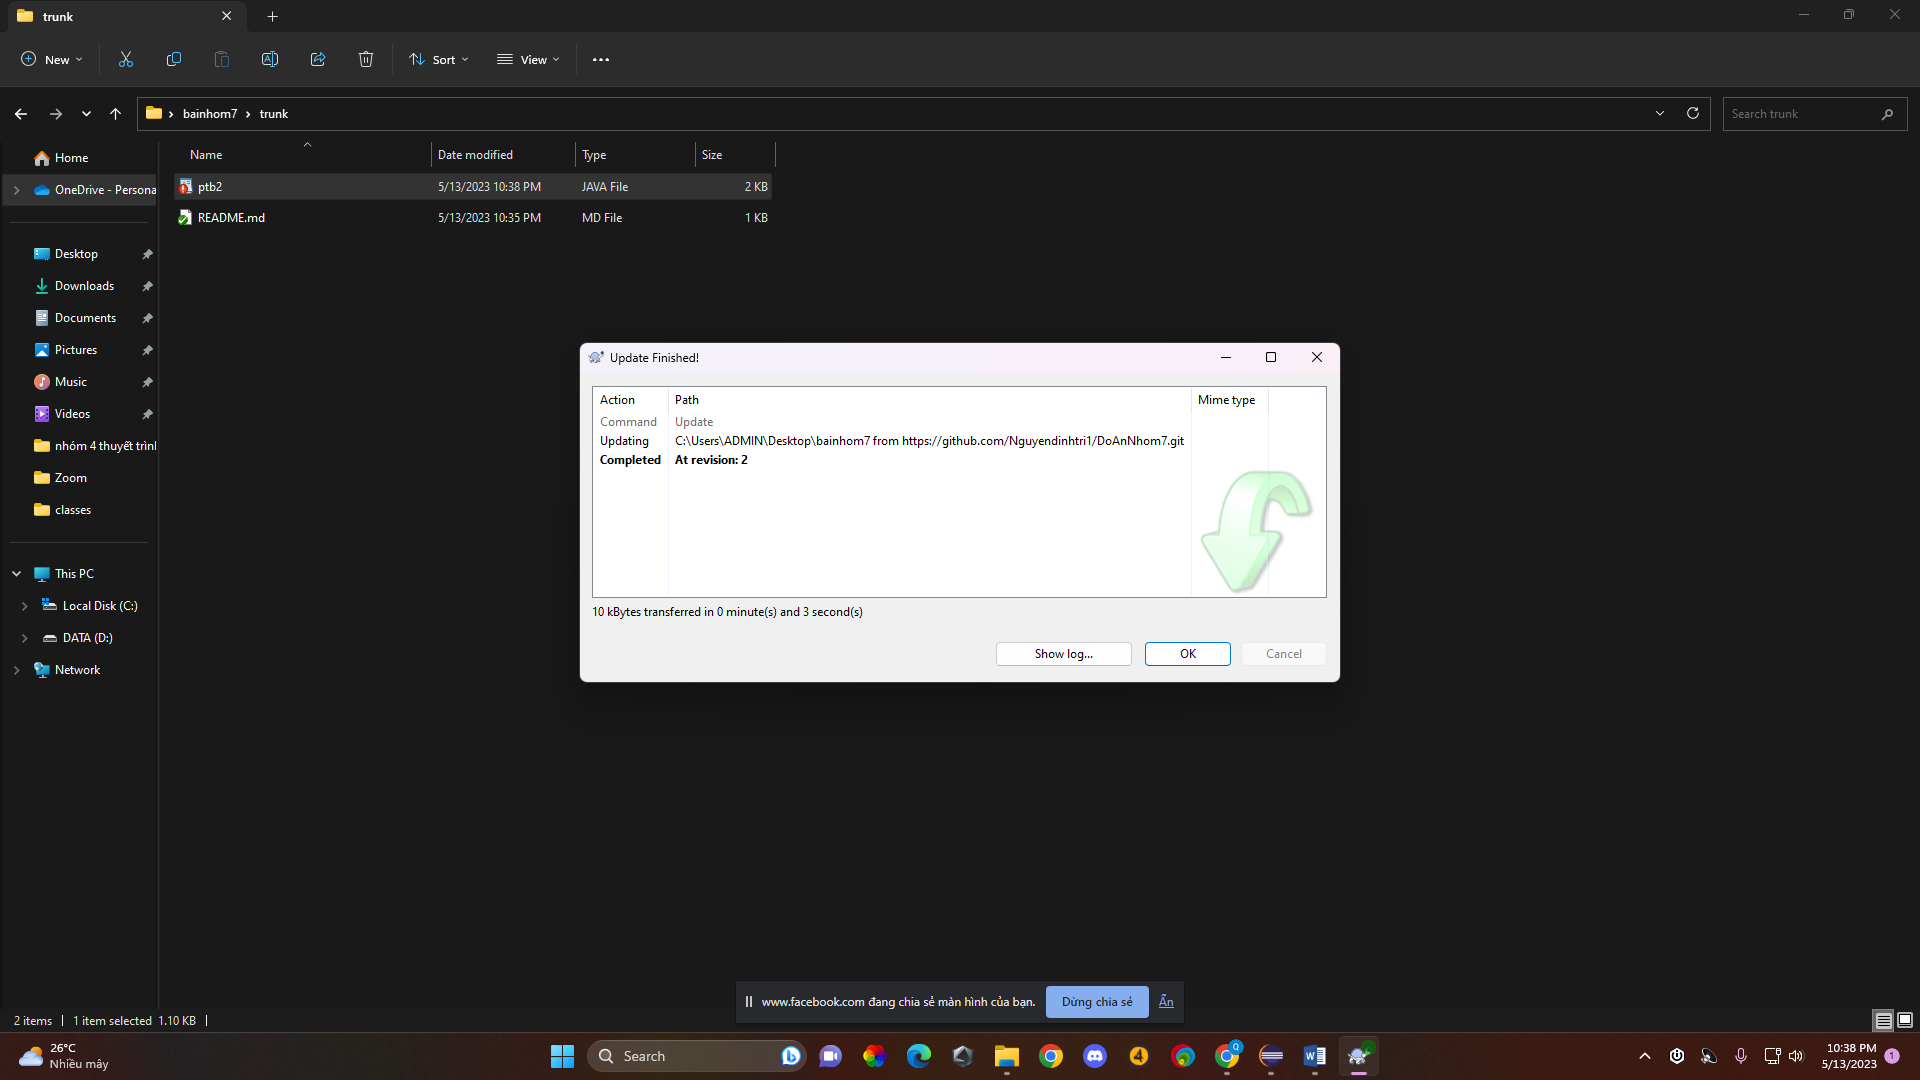 trunk
New
Sort
View
bainhom7
trunk
Search trunk
Name
Date modified
Type
Size
ptb2
5/13/2023 10:38 PM
JAVA File
2 KB
README.md
5/13/2023 10:35 PM
MD File
1 KB
Home
OneDrive - Persona
Desktop
Downloads
Documents
Pictures
Music
Videos
nhóm 4 thuyết trình
Zoom
classes
This PC
Local Disk (C:)
DATA (D:)
Network
Update Finished!
Action
Path
Mime type
Command
Update
Updating
C:\Users\ADMIN\Desktop\bainhom7 from https://github.com/Nguyendinhtri1/DoAnNhom7.git
Completed
At revision: 2
10 kBytes transferred in 0 minute(s) and 3 second(s)
Show log...
OK
Cancel
www.facebook.com đang chia sẻ màn hình của bạn.
Dừng chia sẻ
Ẩn
2 items
1 item selected 1.10 KB
26°C
Nhiều mây
Search
10:38 PM
5/13/2023
1